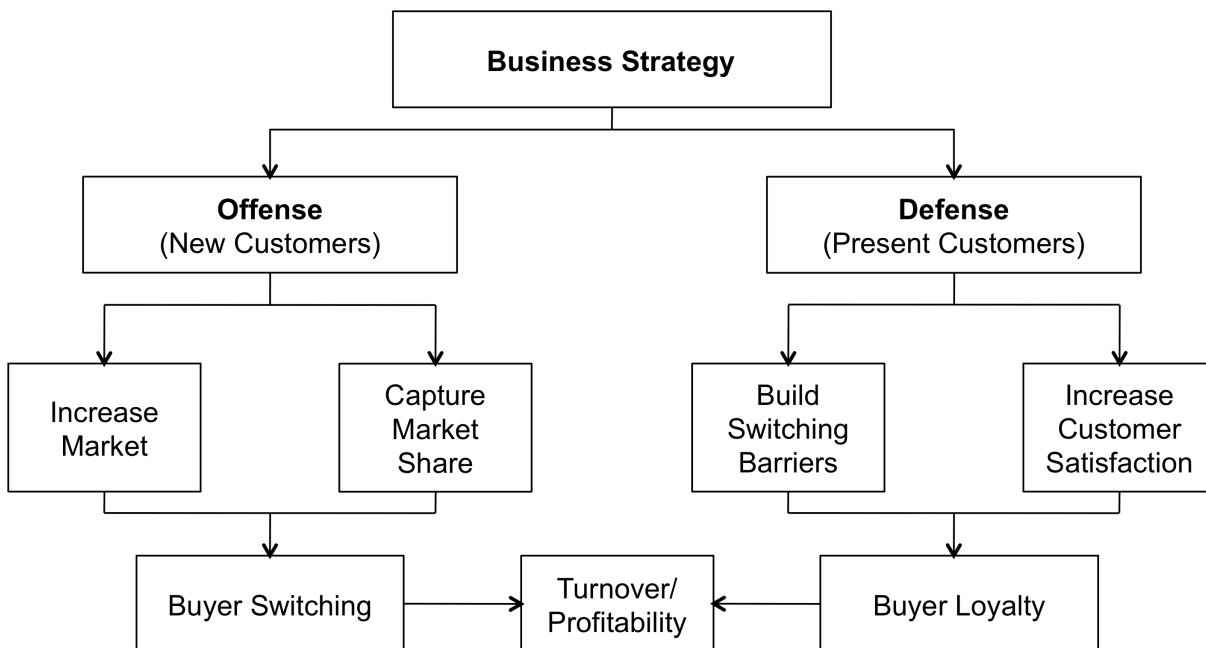 Business Strategy
Offense
(New Customers)
Defense
(Present Customers)
Increase
Market
Capture
Market
Share
Build
Switching
Barriers
Increase
Customer
Satisfaction
Buyer Switching
Turnover/
Profitability
Buyer Loyalty